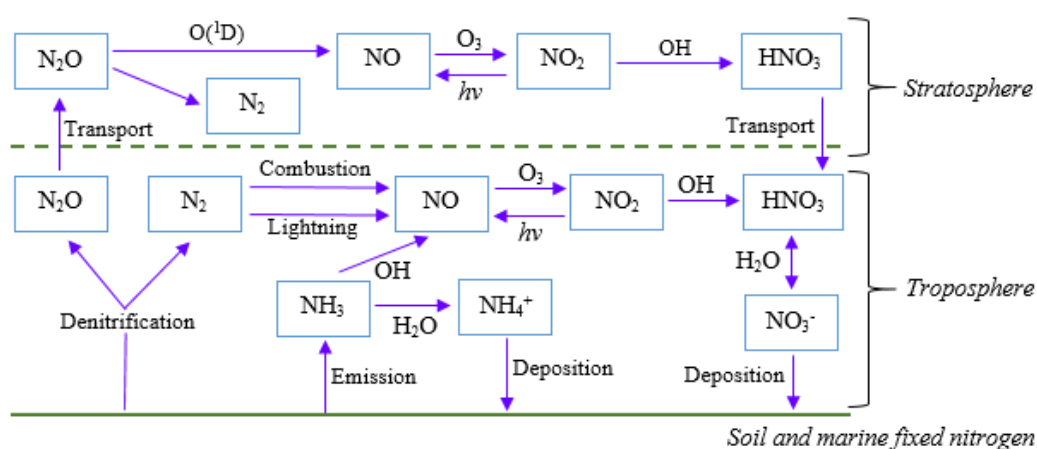 O(¹D)
N₂O
NO
O₃
hv
NO₂
OH
HNO₃
N₂
Stratosphere
Transport
Transport
N₂O
N₂
Combustion
Lightning
NO
O₃
hv
NO₂
OH
HNO₃
OH
H₂O
Troposphere
Denitrification
NH₃
H₂O
NH₄⁺
NO₃⁻
Emission
Deposition
Deposition
Soil and marine fixed nitrogen